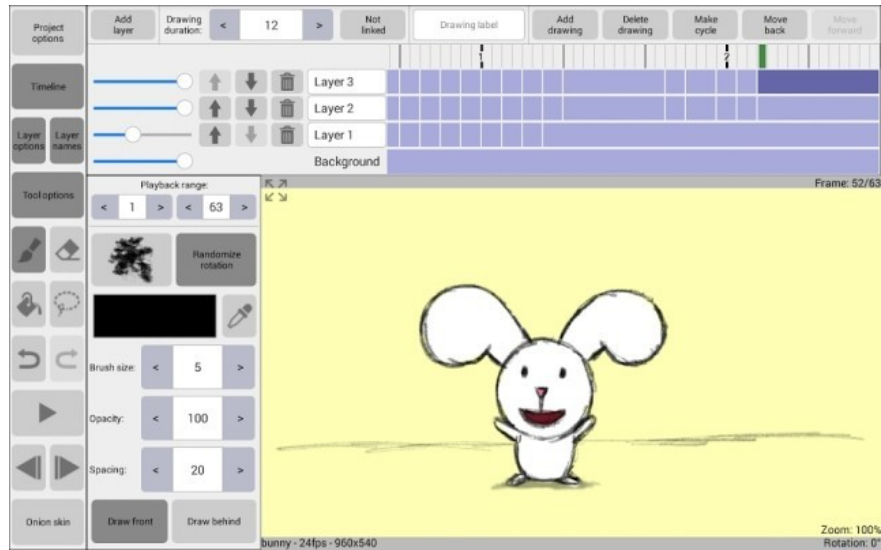 Project options
Add layer
Drawing duration:
< 12 >
Not linked
Drawing label
Add drawing
Delete drawing
Make cycle
Move back
Move forward
1
2
Timeline
Layer 3
Layer 2
Layer options
Layer names
Layer 1
Background
Tool options
Playback range:
< 1 > < 63 >
Frame: 52/63
Randomize rotation
Brush size: < 5 >
Opacity: < 100 >
Spacing: < 20 >
Onion skin
Draw front
Draw behind
Zoom: 100%
bunny - 24fps - 960x540
Rotation: 0°